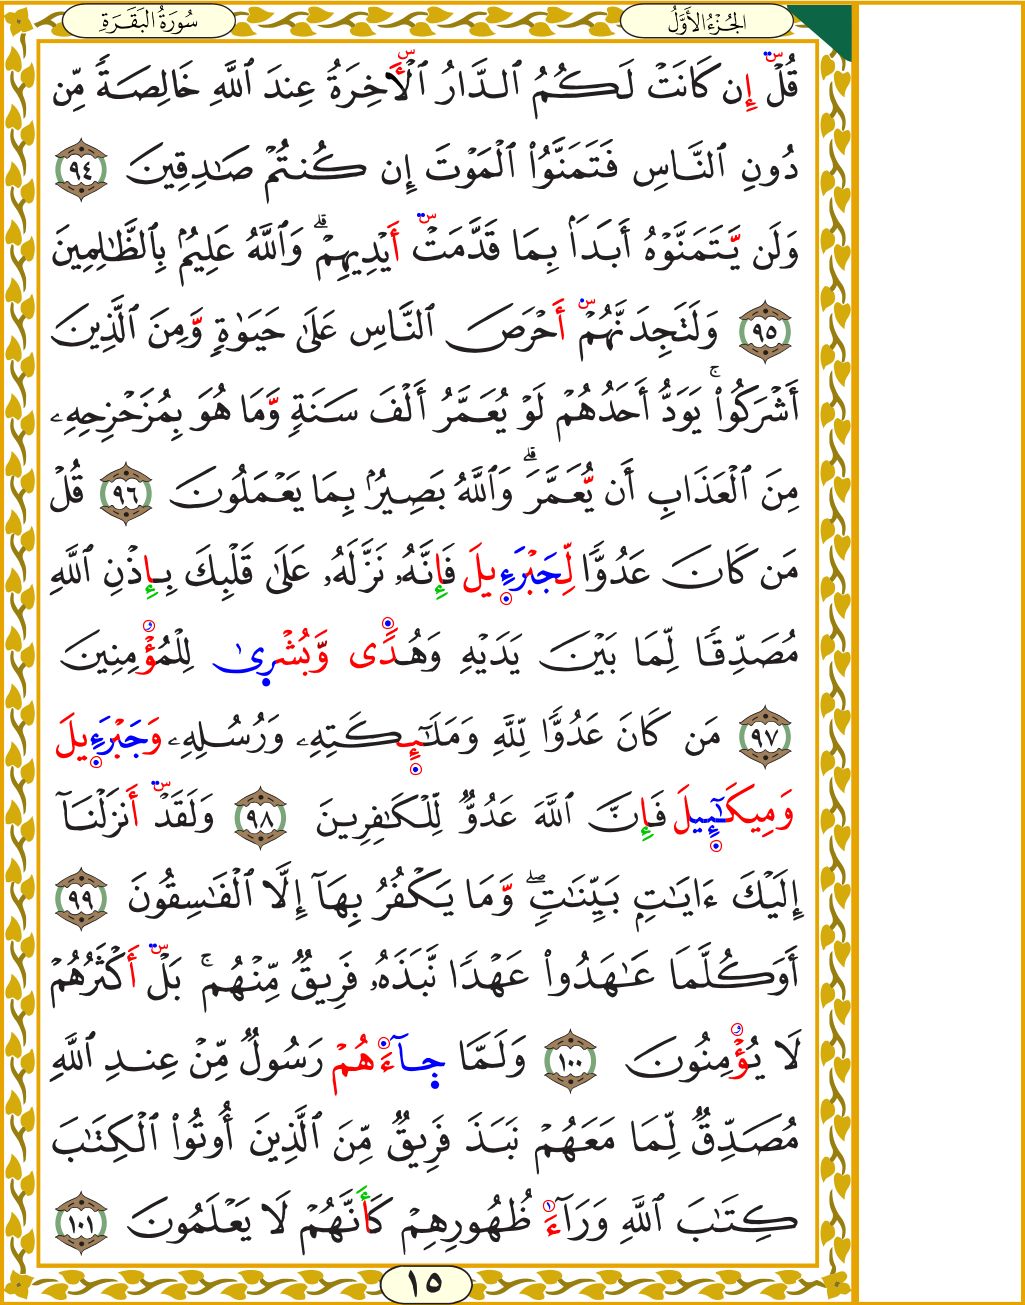 الجُزْءُ الأَوَّلُ
سُورَةُ البَقَرَةِ
قُلۡ إِن كَانَتۡ لَكُمُ ٱلدَّارُ ٱلۡأٓخِرَةُ عِندَ ٱللَّهِ خَالِصَةٗ مِّن
دُونِ ٱلنَّاسِ فَتَمَنَّوُاْ ٱلۡمَوۡتَ إِن كُنتُمۡ صَٰدِقِينَ ٩٤
وَلَن يَّتَمَنَّوۡهُ أَبَدَۢا بِمَا قَدَّمَتۡ أَيۡدِيهِمۡۚ وَٱللَّهُ عَلِيمُۢ بِٱلظَّٰلِمِينَ
٩٥ وَلَتَجِدَنَّهُمۡ أَحۡرَصَ ٱلنَّاسِ عَلَىٰ حَيَوٰةٖ وَّمِنَ ٱلَّذِينَ
أَشۡرَكُواْۚ يَوَدُّ أَحَدُهُمۡ لَوۡ يُعَمَّرُ أَلۡفَ سَنَةٖ وَّمَا هُوَ بِمُزَحۡزِحِهِۦ
مِنَ ٱلۡعَذَابِ أَن يُّعَمَّرَۗ وَٱللَّهُ بَصِيرُۢ بِمَا يَعۡمَلُونَ ٩٦ قُلۡ
مَن كَانَ عَدُوّٗا لِّجَبۡرَءِيلَ فَإِنَّهُۥ نَزَّلَهُۥ عَلَىٰ قَلۡبِكَ بِإِذۡنِ ٱللَّهِ
مُصَدِّقٗا لِّمَا بَيۡنَ يَدَيۡهِ وَهُدٗى وَّبُشۡرِىٰ لِلۡمُؤۡمِنِينَ
٩٧ مَن كَانَ عَدُوّٗا لِّلَّهِ وَمَلَٰٓئِكَتِهِۦ وَرُسُلِهِۦ وَجَبۡرَءِيلَ
وَمِيكَٰٓئِيلَ فَإِنَّ ٱللَّهَ عَدُوّٞ لِّلۡكَٰفِرِينَ ٩٨ وَلَقَدۡ أَنزَلۡنَآ
إِلَيۡكَ ءَايَٰتِۭ بَيِّنَٰتٖۖ وَّمَا يَكۡفُرُ بِهَآ إِلَّا ٱلۡفَٰسِقُونَ ٩٩
أَوَكُلَّمَا عَٰهَدُواْ عَهۡدٗا نَّبَذَهُۥ فَرِيقٞ مِّنۡهُمۚ بَلۡ أَكۡثَرُهُمۡ
لَا يُؤۡمِنُونَ ١٠٠ وَلَمَّا جِآءَهُمۡ رَسُولٞ مِّنۡ عِندِ ٱللَّهِ
مُصَدِّقٞ لِّمَا مَعَهُمۡ نَبَذَ فَرِيقٞ مِّنَ ٱلَّذِينَ أُوتُواْ ٱلۡكِتَٰبَ
كِتَٰبَ ٱللَّهِ وَرَآءَ ظُهُورِهِمۡ كَأَنَّهُمۡ لَا يَعۡلَمُونَ ١٠١
١٥